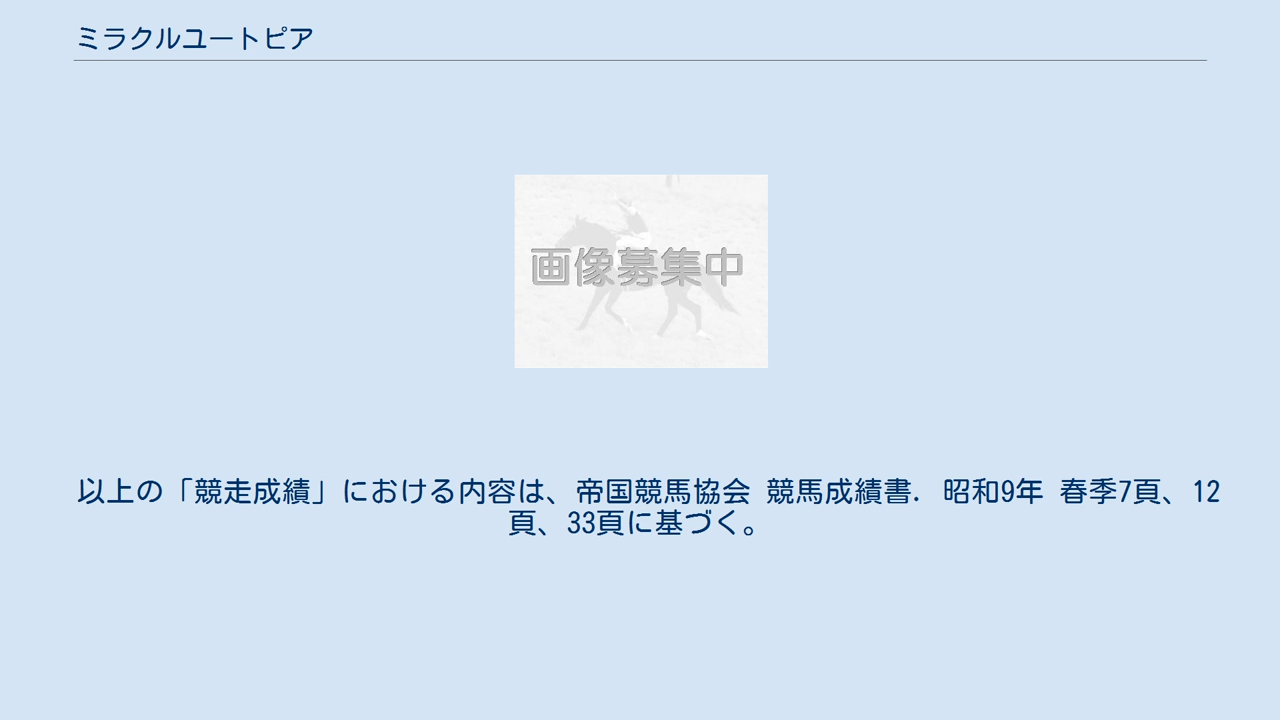 ミラクルユートピア
画像募集中
以上の「競走成績」における内容は、帝国競馬協会 競馬成績書. 昭和9年 春季7頁、12
頁、33頁に基づく。